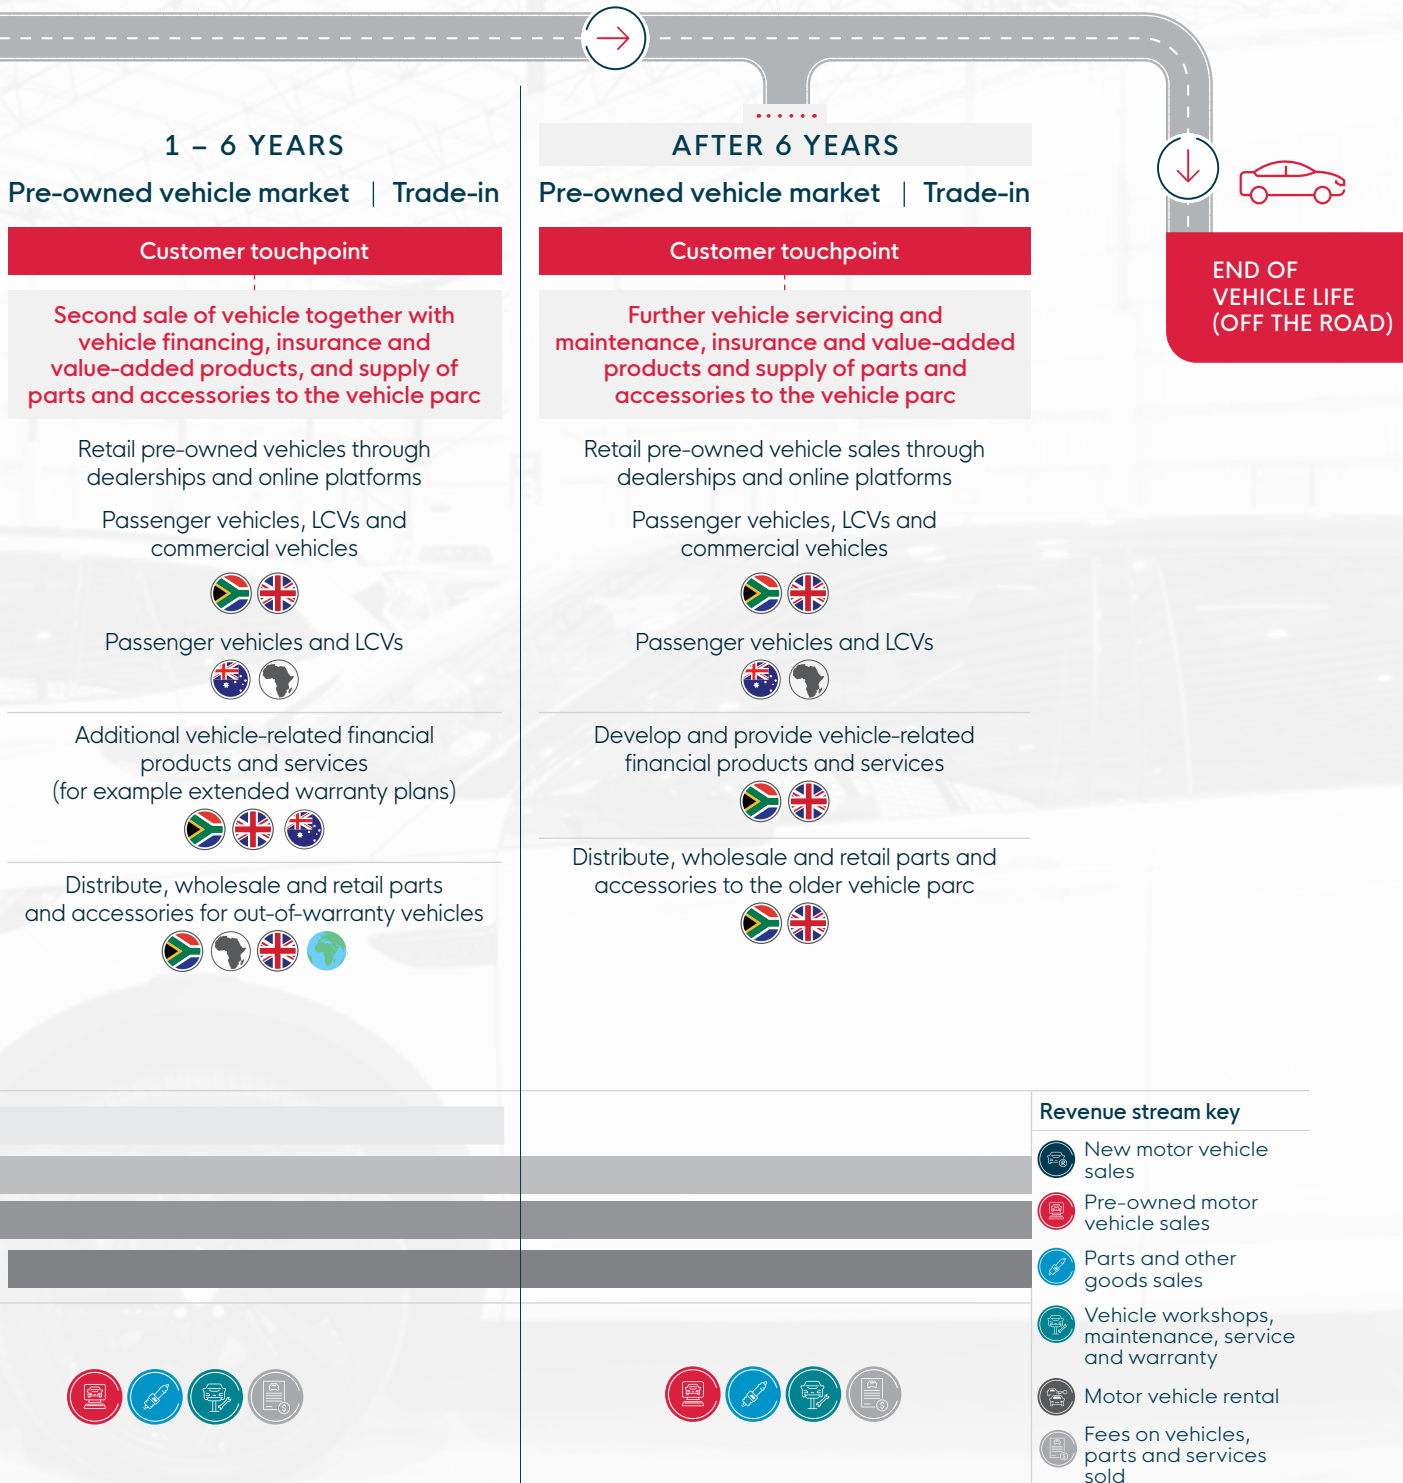 1 – 6 YEARS
Pre-owned vehicle market | Trade-in
Customer touchpoint
Second sale of vehicle together with
vehicle financing, insurance and
value-added products, and supply of
parts and accessories to the vehicle parc
Retail pre-owned vehicles through
dealerships and online platforms
Passenger vehicles, LCVs and
commercial vehicles
Passenger vehicles and LCVs
Additional vehicle-related financial
products and services
(for example extended warranty plans)
Distribute, wholesale and retail parts
and accessories for out-of-warranty vehicles
AFTER 6 YEARS
Pre-owned vehicle market | Trade-in
Customer touchpoint
Further vehicle servicing and
maintenance, insurance and value-added
products and supply of parts and
accessories to the vehicle parc
Retail pre-owned vehicle sales through
dealerships and online platforms
Passenger vehicles, LCVs and
commercial vehicles
Passenger vehicles and LCVs
Develop and provide vehicle-related
financial products and services
Distribute, wholesale and retail parts and
accessories to the older vehicle parc
END OF
VEHICLE LIFE
(OFF THE ROAD)
Revenue stream key
New motor vehicle
sales
Pre-owned motor
vehicle sales
Parts and other
goods sales
Vehicle workshops,
maintenance, service
and warranty
Motor vehicle rental
Fees on vehicles,
parts and services
sold